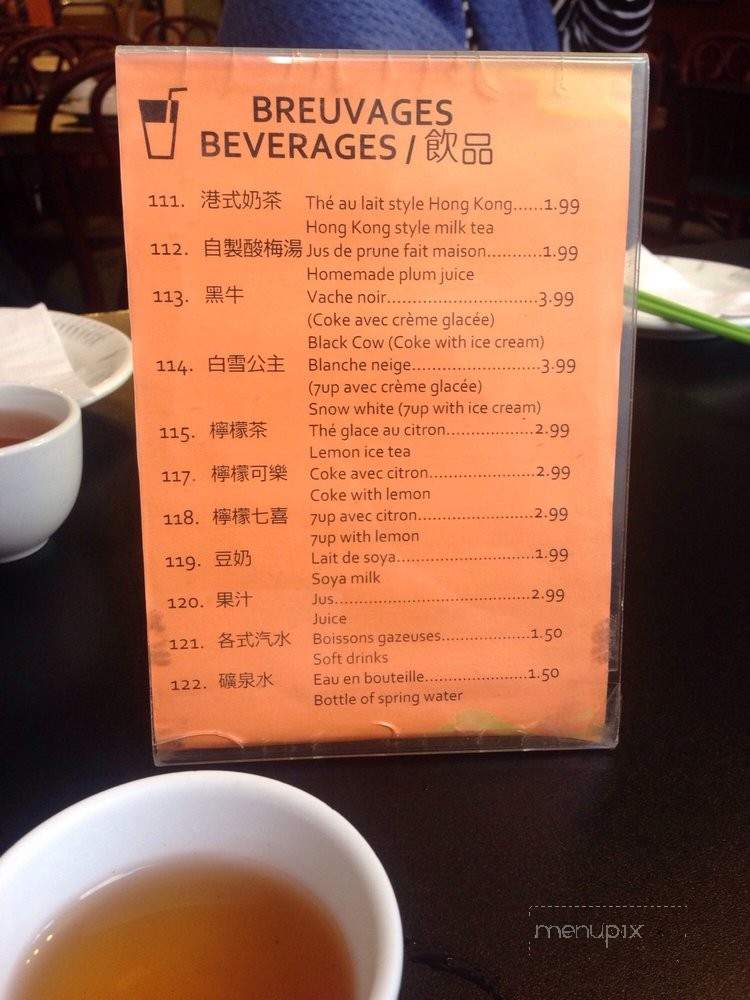 BREUVAGES
BEVERAGES / 飲品
111. 港式奶茶 Thé au lait style Hong Kong......1.99
Hong Kong style milk tea
112. 自製酸梅湯 Jus de prune fait maison...........1.99
Homemade plum juice
113. 黑牛 Vache noir..............................3.99
(Coke avec crème glacée)
Black Cow (Coke with ice cream)
114. 白雪公主 Blanche neige......................3.99
(7up avec crème glacée)
Snow white (7up with ice cream)
115. 檸檬茶 Thé glace au citron.................2.99
Lemon ice tea
117. 檸檬可樂 Coke avec citron....................2.99
Coke with lemon
118. 檸檬七喜 7up avec citron......................2.99
7up with lemon
119. 豆奶 Lait de soya.........................1.99
Soya milk
120. 果汁 Jus...................................2.99
Juice
121. 各式汽水 Boissons gazeuses.................1.50
Soft drinks
122. 礦泉水 Eau en bouteille.....................1.50
Bottle of spring water
menupix